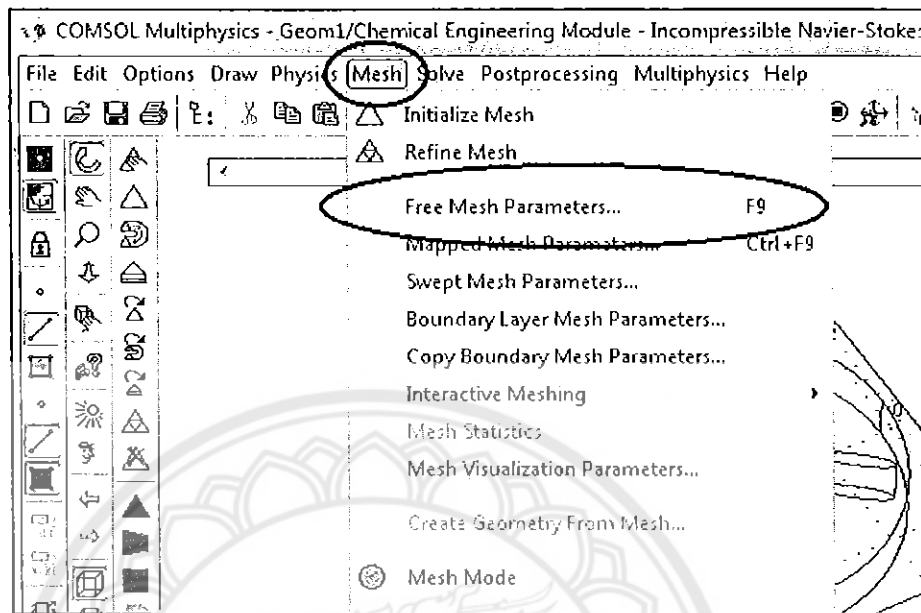 COMSOL Multiphysics - Geom1/Chemical Engineering Module - Incompressible Navier-Stoke
File Edit Options Draw Physics Mesh Solve Postprocessing Multiphysics Help
Initialize Mesh
Refine Mesh
Free Mesh Parameters... F9
Mapped Mesh Parameters... Ctrl+F9
Swept Mesh Parameters...
Boundary Layer Mesh Parameters...
Copy Boundary Mesh Parameters...
Interactive Meshing
Mesh Statistics
Mesh Visualization Parameters...
Create Geometry From Mesh...
Mesh Mode